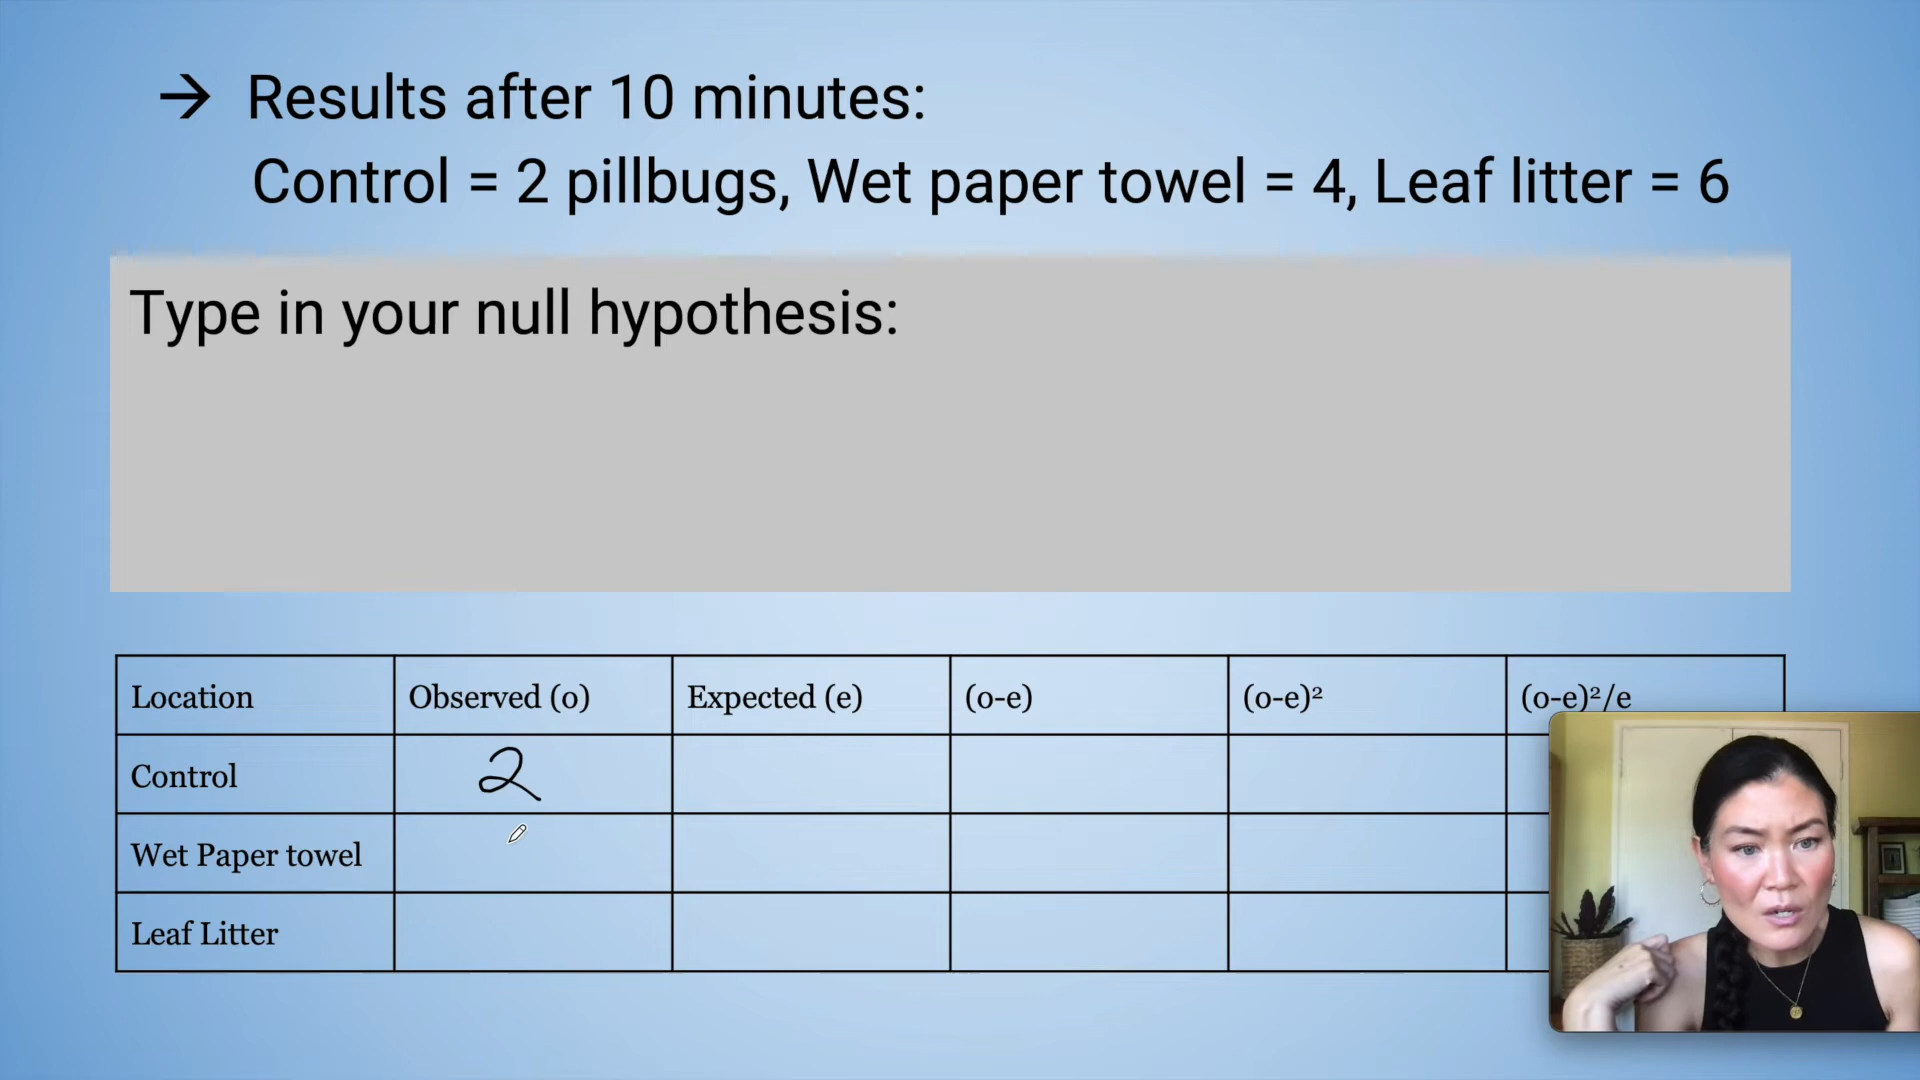 → Results after 10 minutes:
Control = 2 pillbugs, Wet paper towel = 4, Leaf litter = 6
Type in your null hypothesis:
Location Observed (o) Expected (e) (o-e) (o-e)² (o-e)²/e
Control 2
Wet Paper towel
Leaf Litter